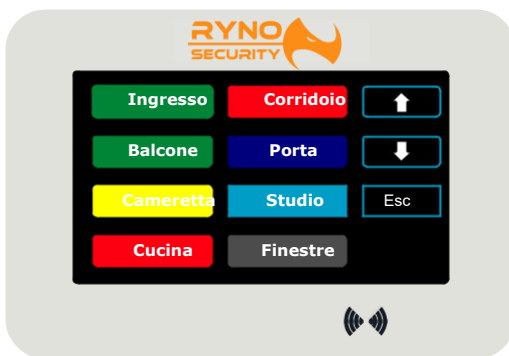 RYNO
SECURITY
Ingresso Corridoio
Balcone Porta
Cameretta Studio Esc
Cucina Finestre